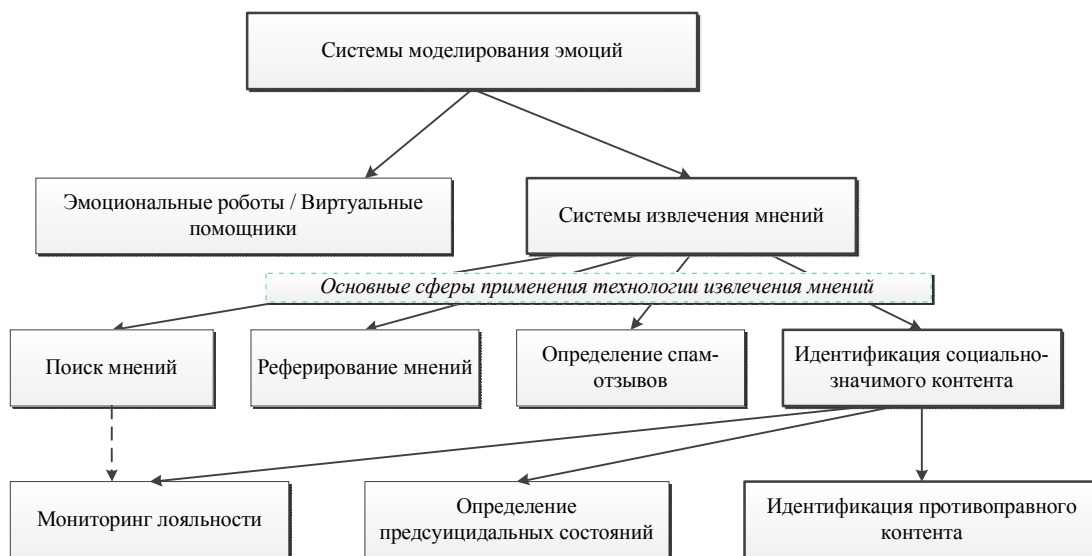 Системы моделирования эмоций
Эмоциональные роботы / Виртуальные
помощники
Системы извлечения мнений
Основные сферы применения технологии извлечения мнений
Поиск мнений
Реферирование мнений
Определение спам-
отзывов
Идентификация социально-
значимого контента
Мониторинг лояльности
Определение
предсуицидальных состояний
Идентификация противоправного
контента